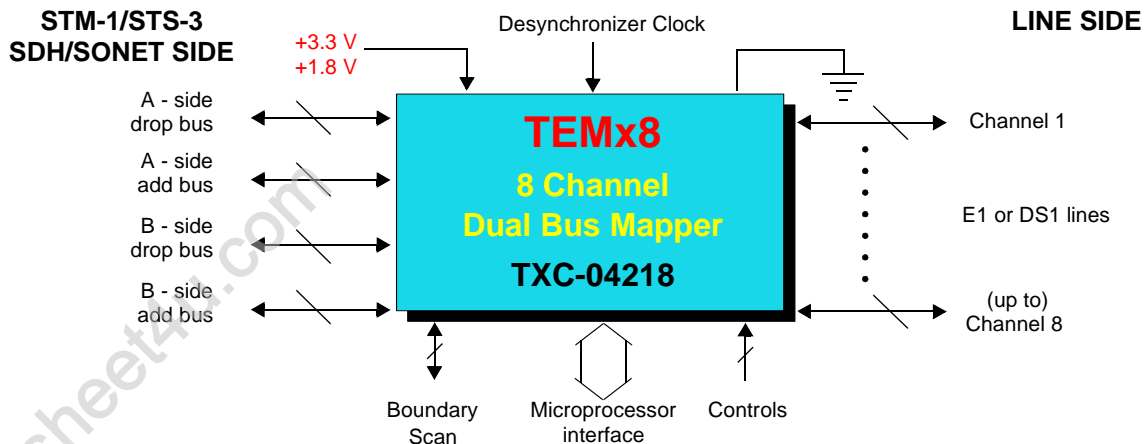 STM-1/STS-3
SDH/SONET SIDE
+3.3 V
+1.8 V
Desynchronizer Clock
LINE SIDE
A - side
drop bus
A - side
add bus
B - side
drop bus
B - side
add bus
TEMx8
8 Channel
Dual Bus Mapper
TXC-04218
Channel 1
E1 or DS1 lines
(up to)
Channel 8
Boundary
Scan
Microprocessor
interface
Controls
sheet4u.com